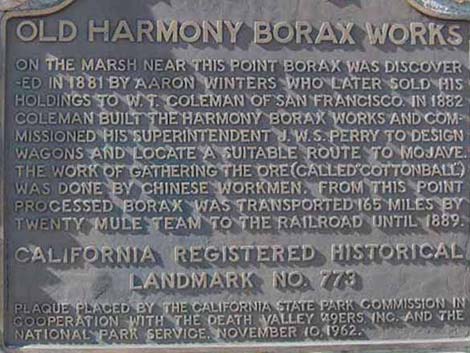 OLD HARMONY BORAX WORKS
ON THE MARSH NEAR THIS POINT BORAX WAS DISCOVER
-ED IN 1881 BY AARON WINTERS WHO LATER SOLD HIS
HOLDINGS TO W. T. COLEMAN OF SAN FRANCISCO. IN 1882
COLEMAN BUILT THE HARMONY BORAX WORKS AND COM-
MISSIONED HIS SUPERINTENDENT J. W. S. PERRY TO DESIGN
WAGONS AND LOCATE A SUITABLE ROUTE TO MOJAVE.
THE WORK OF GATHERING THE ORE (CALLED "COTTONBALL")
WAS DONE BY CHINESE WORKMEN. FROM THIS POINT
PROCESSED BORAX WAS TRANSPORTED 165 MILES BY
TWENTY MULE TEAM TO THE RAILROAD UNTIL 1889.
CALIFORNIA REGISTERED HISTORICAL
LANDMARK NO. 773
PLAQUE PLACED BY THE CALIFORNIA STATE PARK COMMISSION IN
COOPERATION WITH THE DEATH VALLEY 49ERS, INC. AND THE
NATIONAL PARK SERVICE. NOVEMBER 10, 1962.